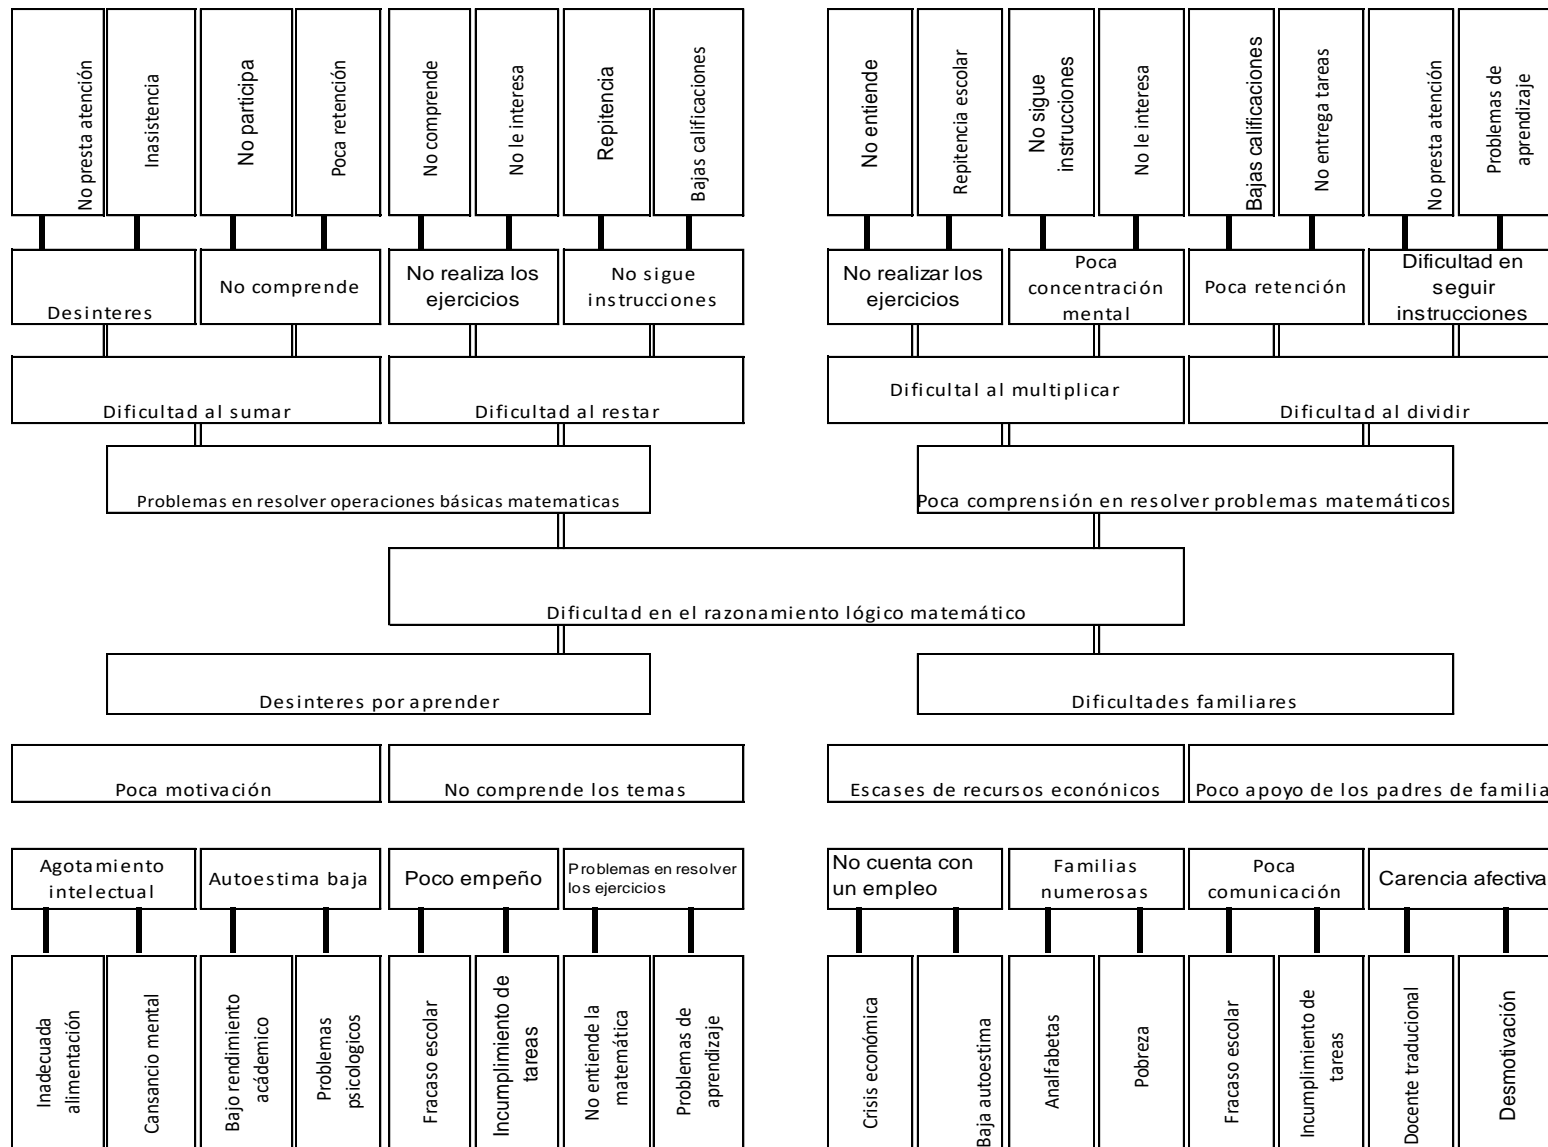 No presta atención
Inasistencia
No participa
Poca retención
No comprende
No le interesa
Repitencia
Bajas calificaciones
No entiende
Repitencia escolar
No sigue
instrucciones
No le interesa
Bajas calificaciones
No entrega tareas
No presta atención
Problemas de
aprendizaje
Desinteres
No comprende
No realiza los
ejercicios
No sigue
instrucciones
No realizar los
ejercicios
Poca
concentración
mental
Poca retención
Dificultad en
seguir
instrucciones
Dificultad al sumar
Dificultad al restar
Dificultal al multiplicar
Dificultad al dividir
Problemas en resolver operaciones básicas matematicas
Poca comprensión en resolver problemas matemáticos
Dificultad en el razonamiento lógico matemático
Desinteres por aprender
Dificultades familiares
Poca motivación
No comprende los temas
Escases de recursos económicos
Poco apoyo de los padres de familia
Agotamiento
intelectual
Autoestima baja
Poco empeño
Problemas en resolver
los ejercicios
No cuenta con
un empleo
Familias
numerosas
Poca
comunicación
Carencia afectiva
Inadecuada
alimentación
Cansancio mental
Bajo rendimiento
acádemico
Problemas
psicologicos
Fracaso escolar
Incumplimiento de
tareas
No entiende la
matemática
Problemas de
aprendizaje
Crisis económica
Baja autoestima
Analfabetas
Pobreza
Fracaso escolar
Incumplimiento de
tareas
Docente traducional
Desmotivación